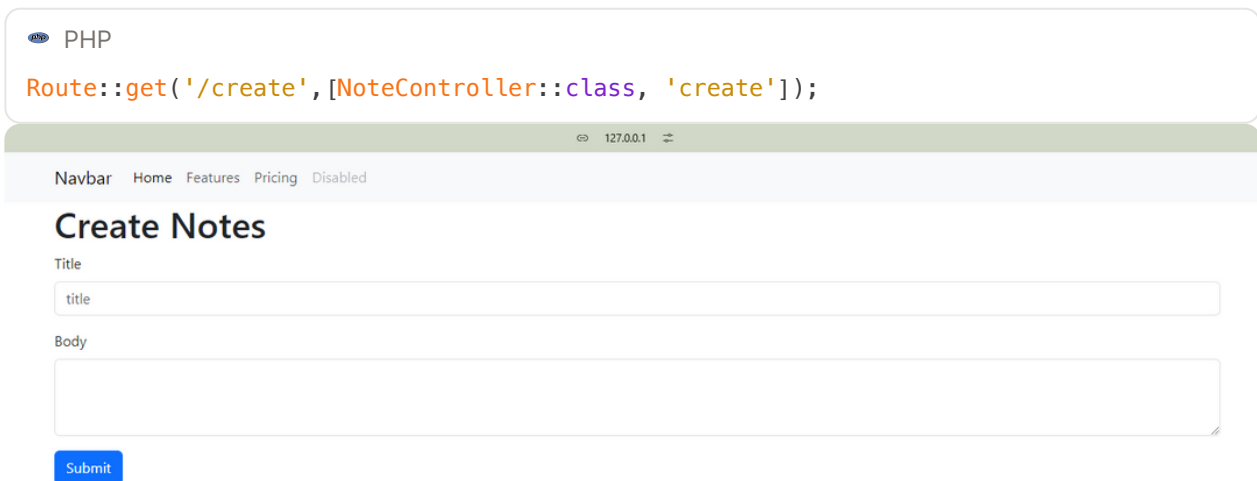 php PHP
Route::get('/create',[NoteController::class, 'create']);
127.0.0.1
Navbar Home Features Pricing Disabled
Create Notes
Title
title
Body
Submit